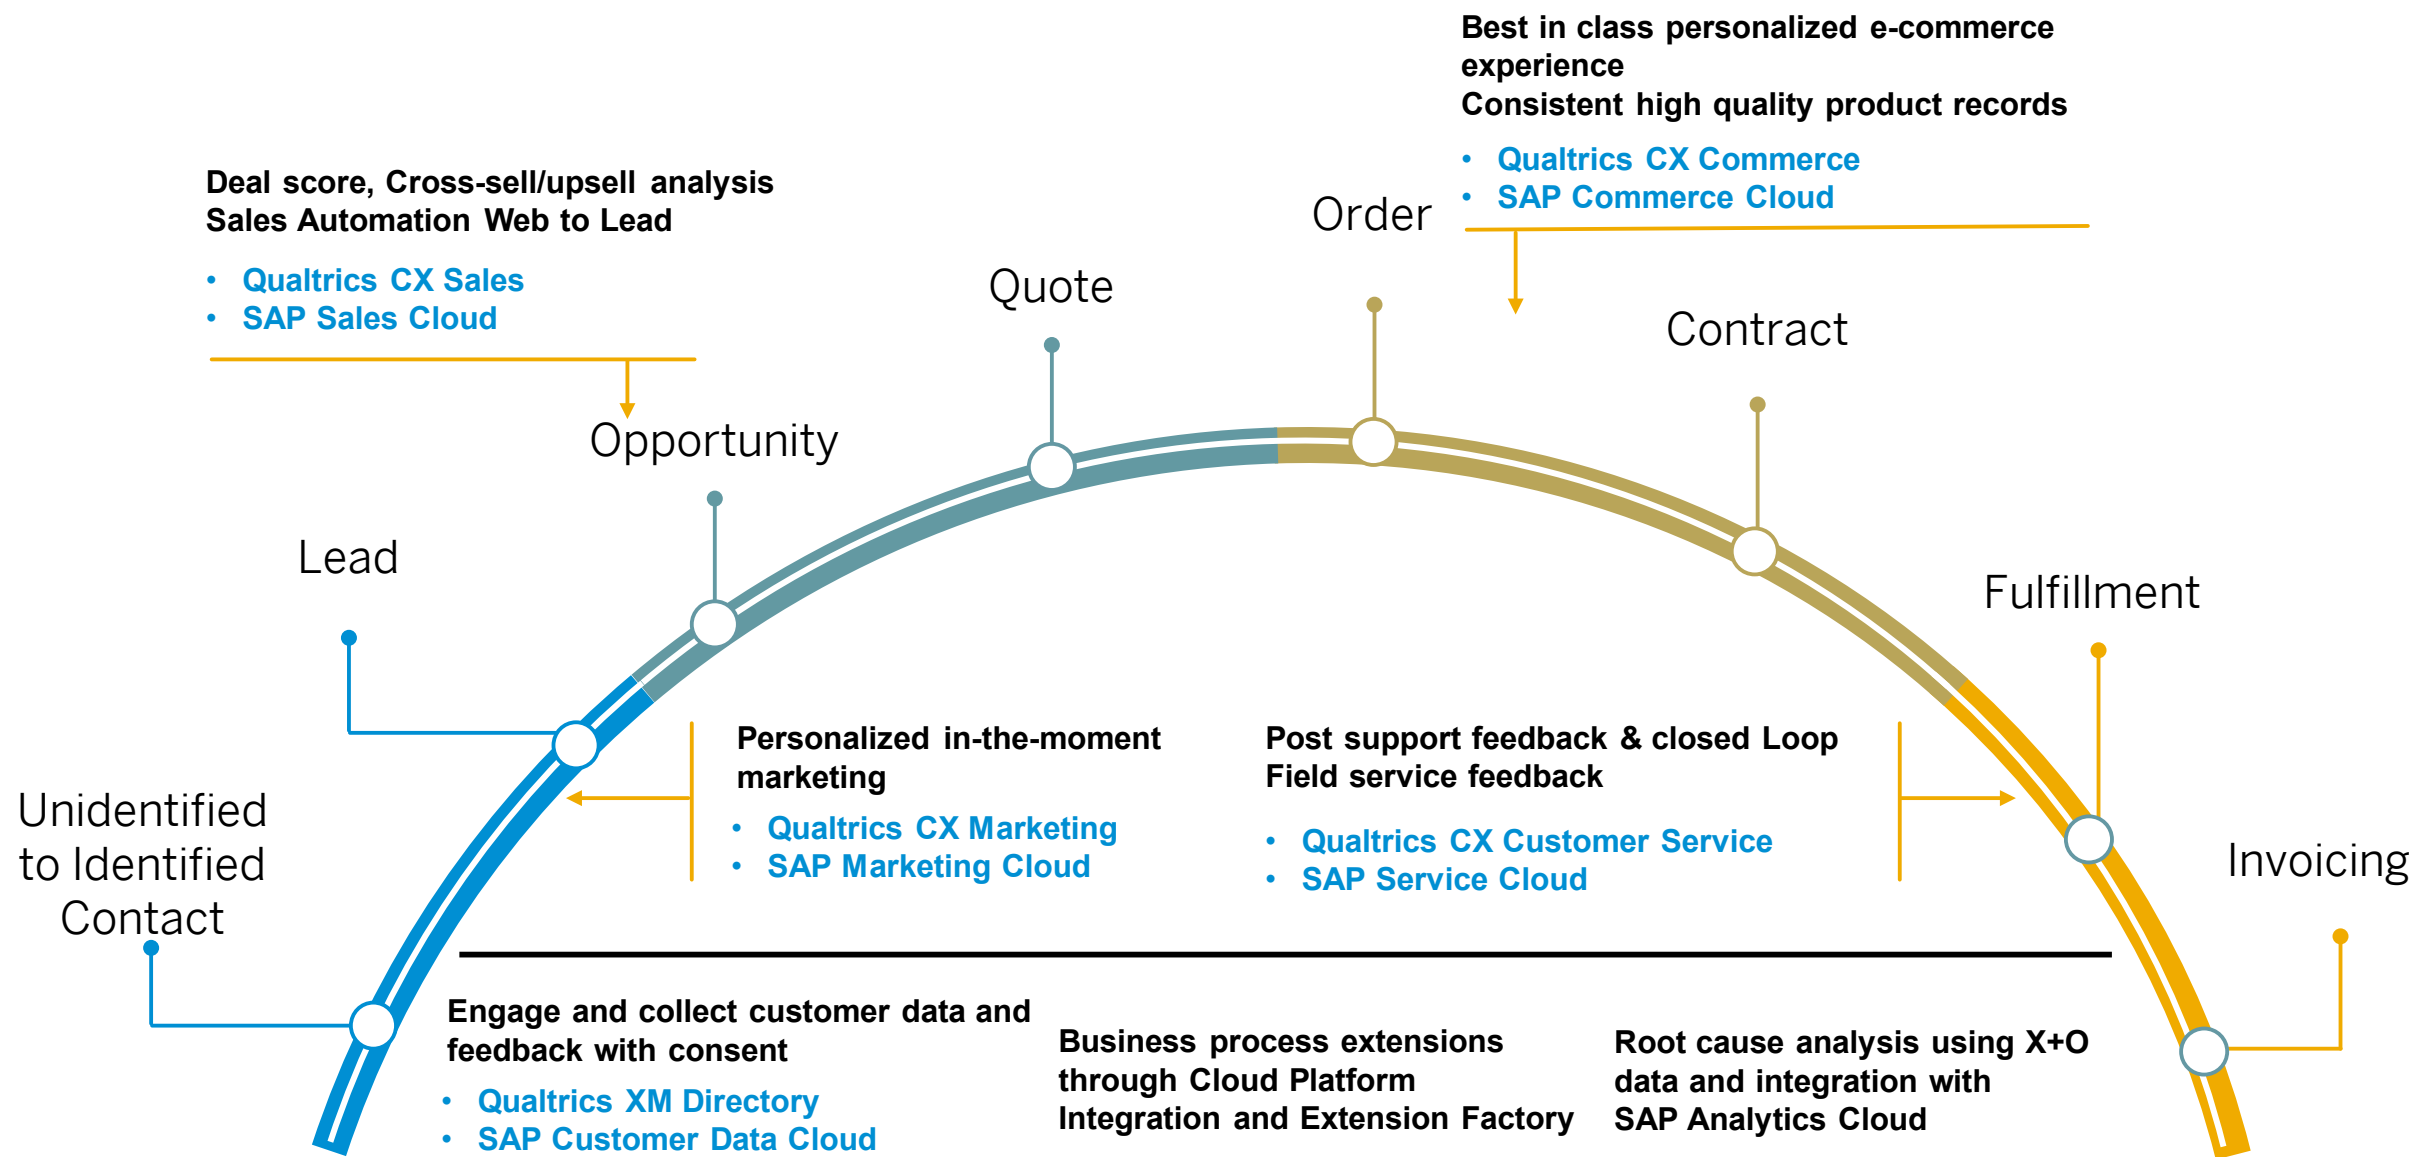 Best in class personalized e-commerce
experience
Consistent high quality product records
• Qualtrics CX Commerce
• SAP Commerce Cloud
Deal score, Cross-sell/upsell analysis
Sales Automation Web to Lead
• Qualtrics CX Sales
• SAP Sales Cloud
Order
Quote
Contract
Opportunity
Lead
Fulfillment
Personalized in-the-moment
marketing
• Qualtrics CX Marketing
• SAP Marketing Cloud
Post support feedback & closed Loop
Field service feedback
• Qualtrics CX Customer Service
• SAP Service Cloud
Unidentified
to Identified
Contact
Invoicing
Engage and collect customer data and
feedback with consent
• Qualtrics XM Directory
• SAP Customer Data Cloud
Business process extensions
through Cloud Platform
Integration and Extension Factory
Root cause analysis using X+O
data and integration with
SAP Analytics Cloud